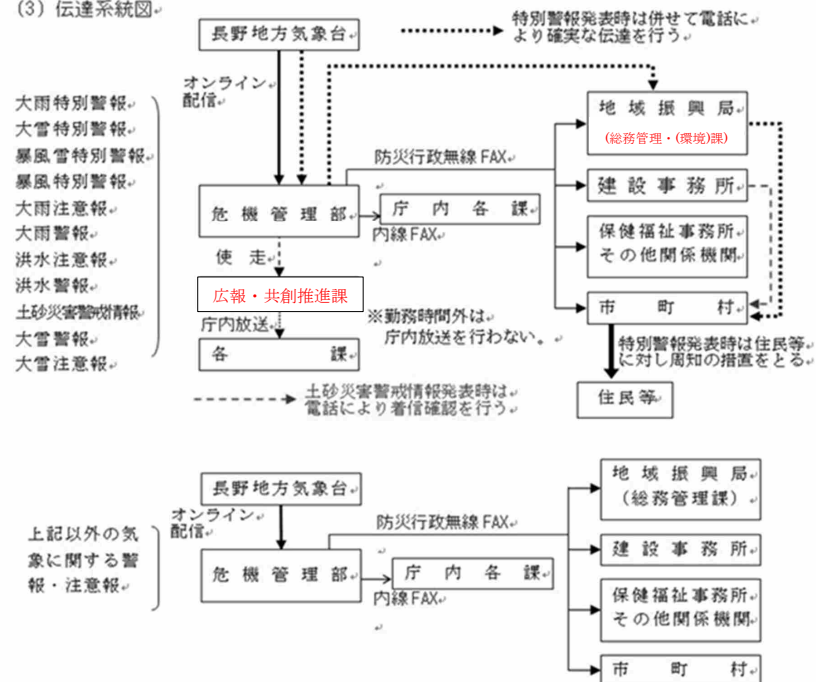 (3) 伝達系統図
長野地方気象台
特別警報発表時は併せて電話に
より確実な伝達を行う
オンライン
配信
大雨特別警報
大雪特別警報
暴風雪特別警報
暴風特別警報
大雨注意報
大雨警報
洪水注意報
洪水警報
土砂災害警戒情報
大雪警報
大雪注意報
地域振興局
(総務管理・(環境)課)
防災行政無線FAX
危機管理部
庁内各課
内線FAX
建設事務所
保健福祉事務所
その他関係機関
使走
広報・共創推進課
庁内放送
※勤務時間外は
庁内放送を行わない。
各課
市町村
特別警報発表時は住民等
に対し周知の措置をとる
住民等
土砂災害警戒情報発表時は
電話により着信確認を行う
長野地方気象台
オンライン
配信
上記以外の気
象に関する警
報・注意報
防災行政無線FAX
危機管理部
庁内各課
内線FAX
地域振興局
(総務管理課)
建設事務所
保健福祉事務所
その他関係機関
市町村